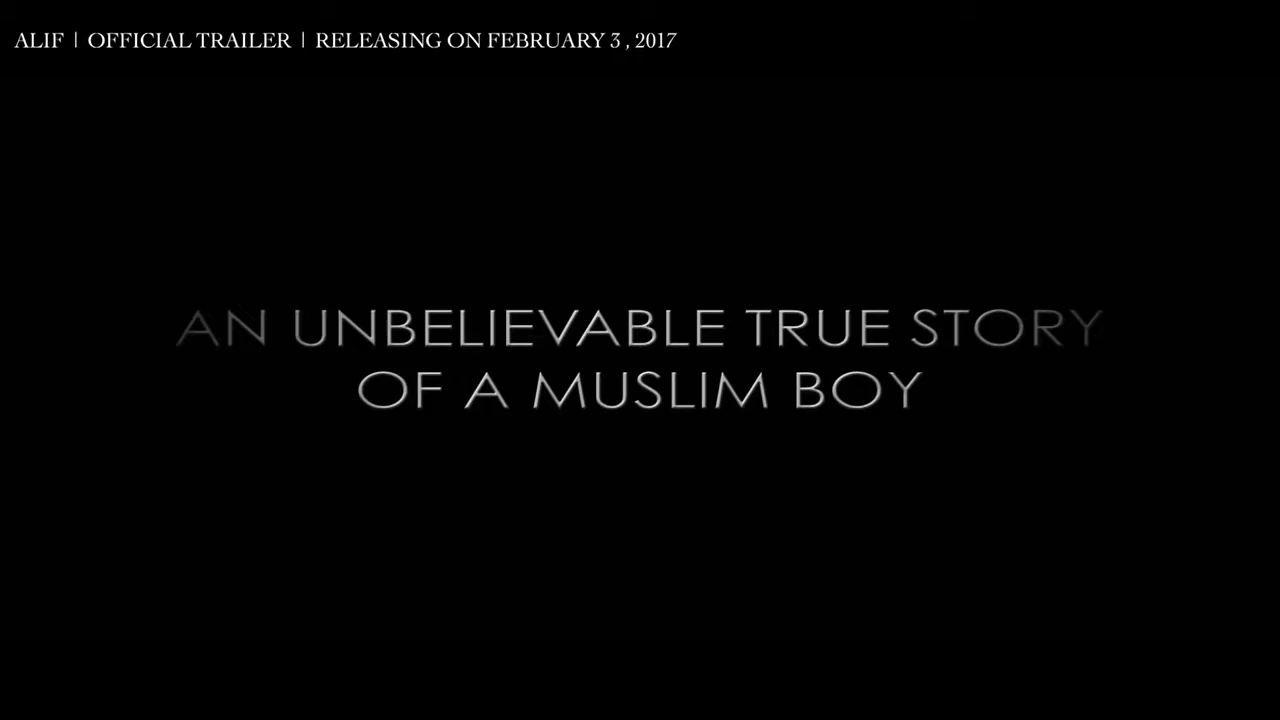 ALIF | OFFICIAL TRAILER | RELEASING ON FEBRUARY 3 , 2017
AN UNBELIEVABLE TRUE STORY
OF A MUSLIM BOY